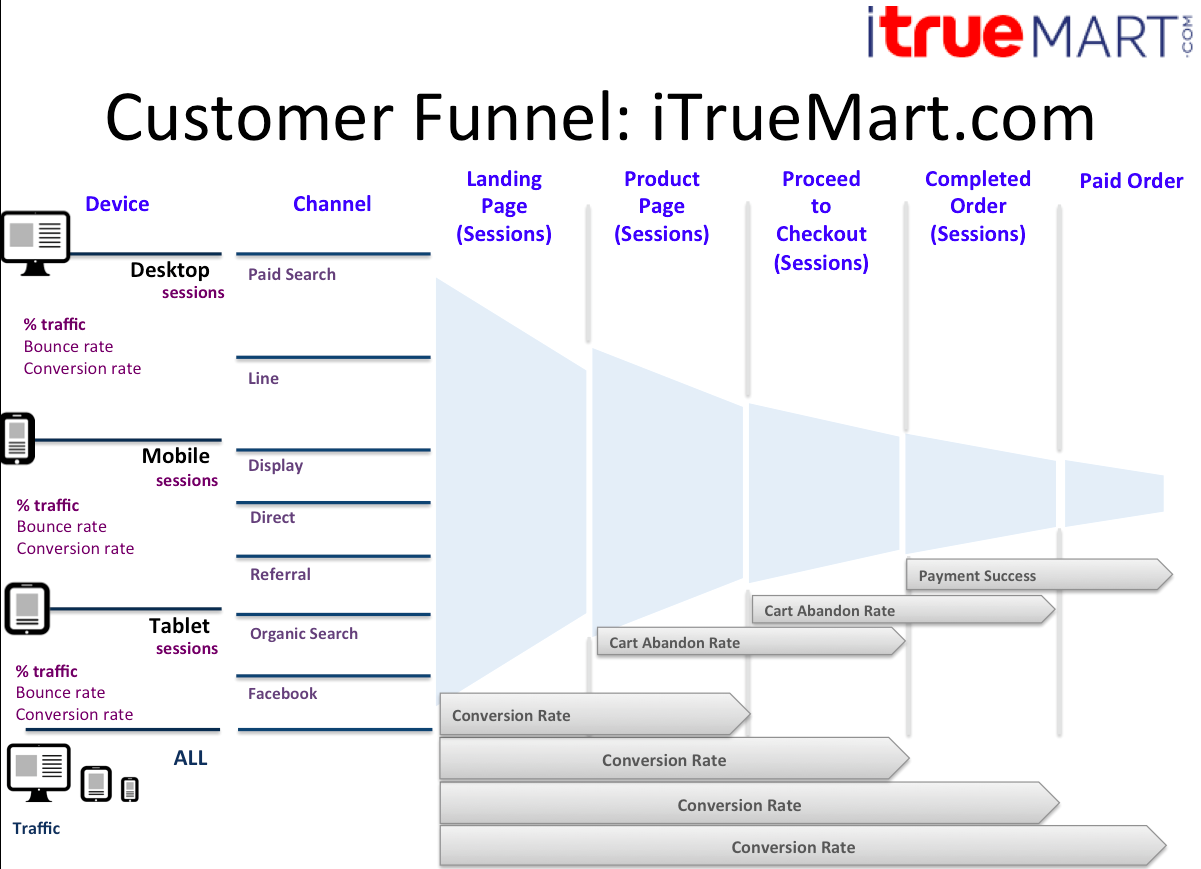 iTrueMART.COM
Customer Funnel: iTrueMart.com
Device
Channel
Landing
Page
(Sessions)
Product
Page
(Sessions)
Proceed
to
Checkout
(Sessions)
Completed
Order
(Sessions)
Paid Order
Desktop
sessions
% traffic
Bounce rate
Conversion rate
Mobile
sessions
% traffic
Bounce rate
Conversion rate
Tablet
sessions
% traffic
Bounce rate
Conversion rate
ALL
Traffic
Paid Search
Line
Display
Direct
Referral
Organic Search
Facebook
Payment Success
Cart Abandon Rate
Cart Abandon Rate
Conversion Rate
Conversion Rate
Conversion Rate
Conversion Rate